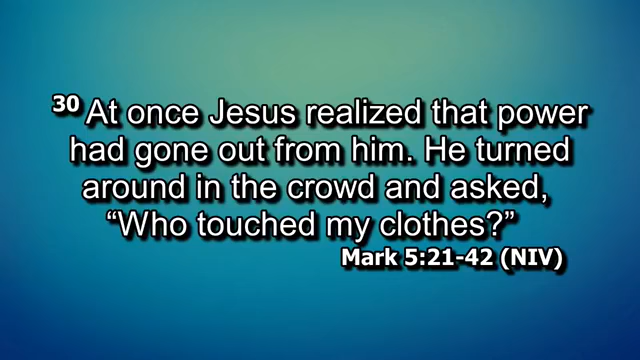 30 At once Jesus realized that power
had gone out from him. He turned
around in the crowd and asked,
“Who touched my clothes?”
Mark 5:21-42 (NIV)